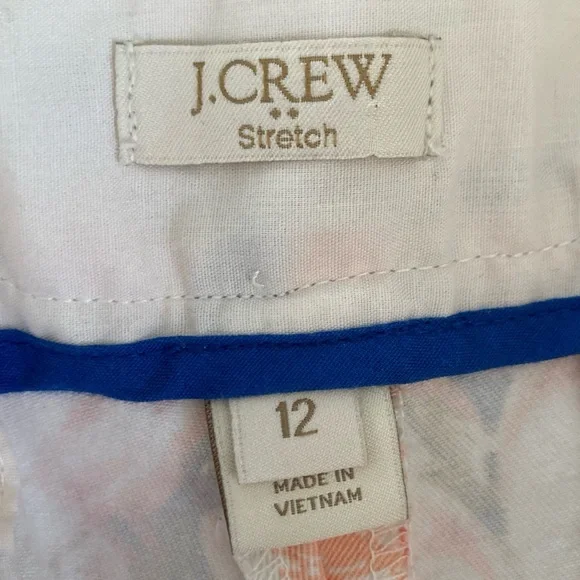 J.CREW
Stretch
12
MADE IN
VIETNAM